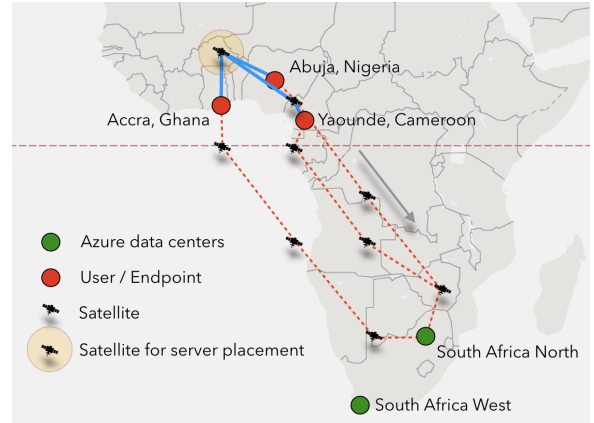 Abuja, Nigeria
Accra, Ghana
Yaounde, Cameroon
Azure data centers
User / Endpoint
Satellite
Satellite for server placement
South Africa North
South Africa West